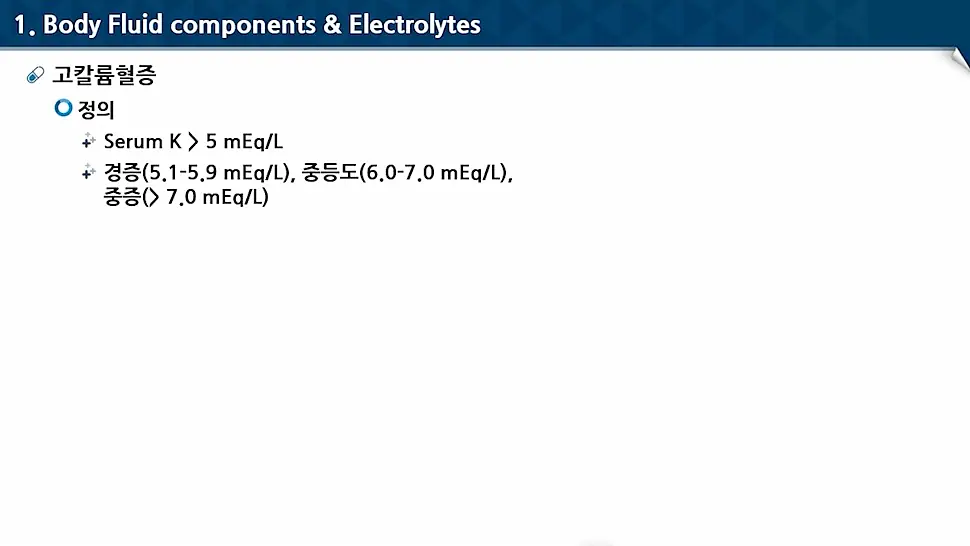 1. Body Fluid components & Electrolytes
고칼륨혈증
정의
Serum K > 5 mEq/L
경증(5.1-5.9 mEq/L), 중등도(6.0-7.0 mEq/L),
중증(> 7.0 mEq/L)